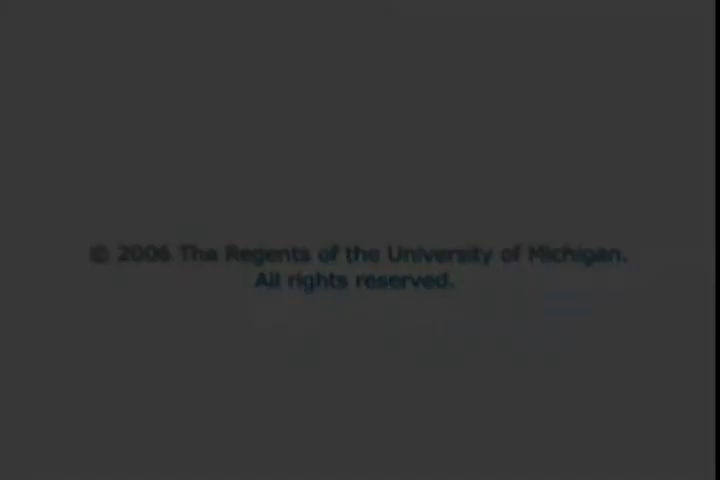 © 2006 The Regents of the University of Michigan.
All rights reserved.